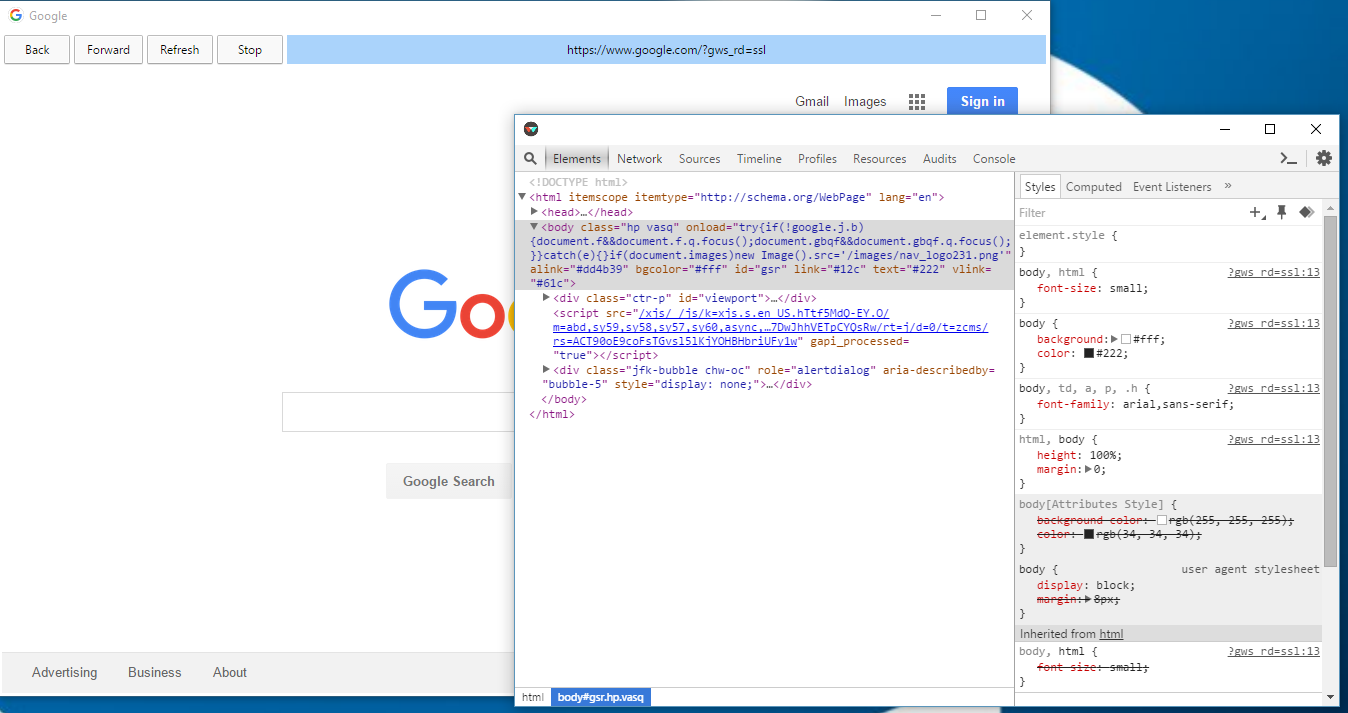 Google
Back Forward Refresh Stop https://www.google.com/?gws_rd=ssl
Gmail Images Sign in
Goo
Google Search
Advertising Business About
Elements Network Sources Timeline Profiles Resources Audits Console
<!DOCTYPE html>
▼<html itemscope itemtype="http://schema.org/WebPage" lang="en">
▶<head>…</head>
▼<body class="hp vasq" onload="try{if(!google.j.b)
{document.f&&document.f.q.focus();document.gbqf&&document.gbqf.q.focus();
}}catch(e){}if(document.images)new Image().src='/images/nav_logo231.png'"
alink="#dd4b39" bgcolor="#fff" id="gsr" link="#12c" text="#222" vlink=
"#61c">
▶<div class="ctr-p" id="viewport">…</div>
<script src="/xjs/_/js/k=xjs.s.en_US.hTtf5MdQ-EY.O/
m=abd,sy59,sy58,sy57,sy60,async,…7DwJhhVETpCYQsRw/rt=j/d=0/t=zcms/
rs=ACT90oE9coFsTGvsl5lKjYOHBHbriUFy1w" gapi_processed=
"true"></script>
▶<div class="jfk-bubble chw-oc" role="alertdialog" aria-describedby=
"bubble-5" style="display: none;">…</div>
</body>
</html>
html body#gsr.hp.vasq
Styles Computed Event Listeners »
Filter
element.style {
}
body, html { ?gws_rd=ssl:13
font-size: small;
}
body { ?gws_rd=ssl:13
background:▶#fff;
color: #222;
}
body, td, a, p, .h { ?gws_rd=ssl:13
font-family: arial,sans-serif;
}
html, body { ?gws_rd=ssl:13
height: 100%;
margin:▶0;
}
body[Attributes Style] {
background-color: rgb(255, 255, 255);
color: rgb(34, 34, 34);
}
body { user agent stylesheet
display: block;
margin:▶8px;
}
Inherited from html
body, html { ?gws_rd=ssl:13
font-size: small;
}